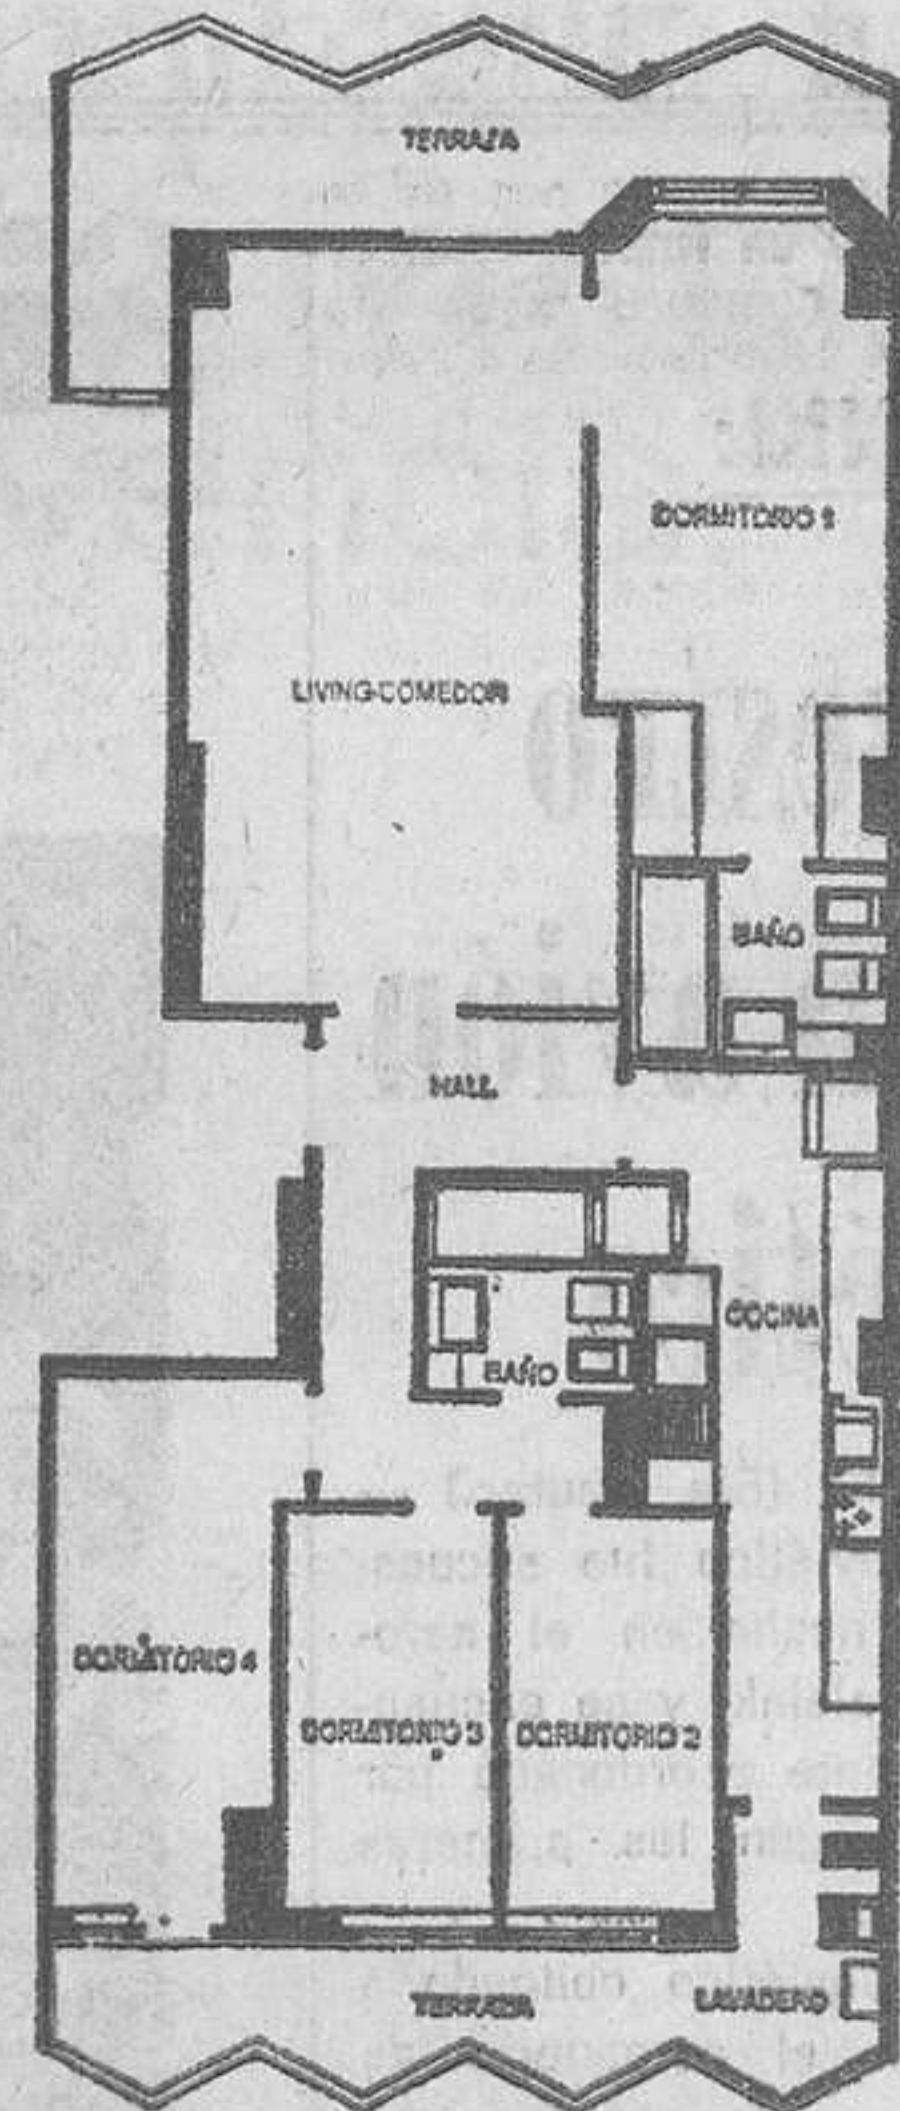 TERRAZA
DORMITORIO 1
LIVING-COMEDOR
BAÑO
HALL
COCINA
BAÑO
DORMITORIO 4
DORMITORIO 3
DORMITORIO 2
TERRAZA
LAVADERO